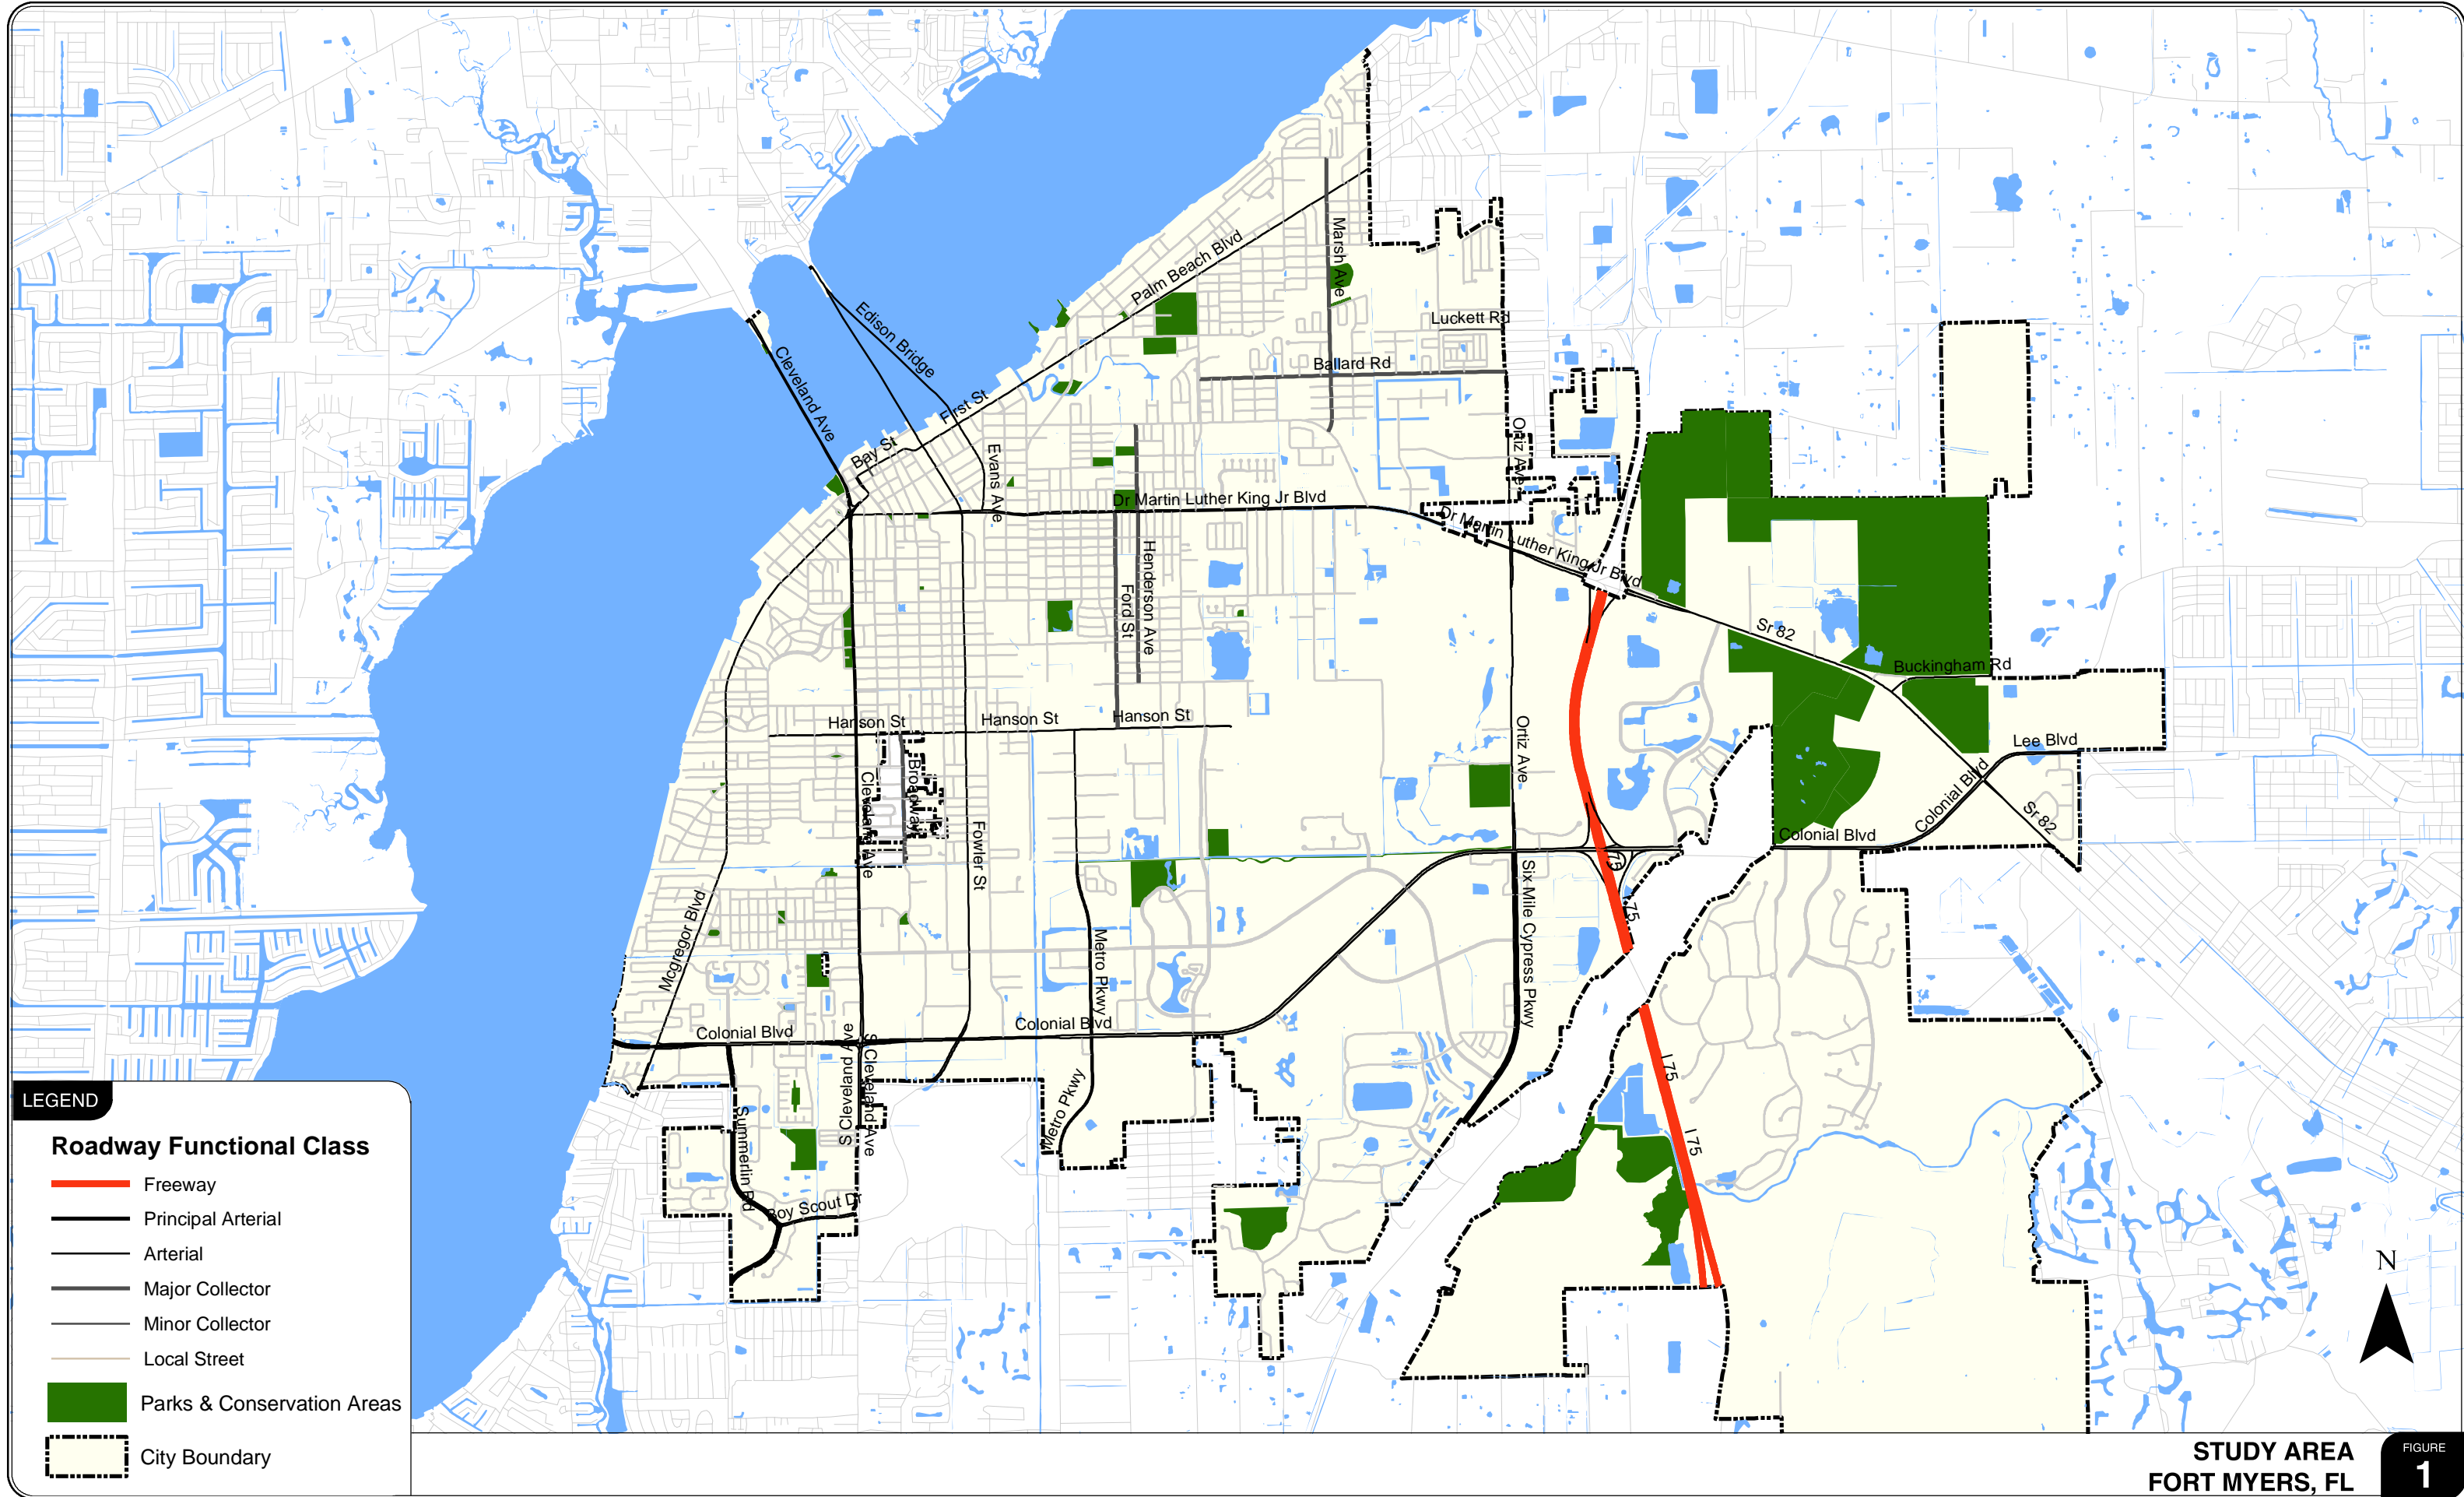 Palm Beach Blvd
Marsh Ave
Luckett Rd
Ballard Rd
Edison Bridge
Cleveland Ave
First St
Bay St
Evans Ave
Ortiz Ave
Dr Martin Luther King Jr Blvd
Dr Martin Luther King Jr Blvd
Henderson Ave
Ford St
Sr 82
Buckingham Rd
Hanson St
Hanson St
Hanson St
Ortiz Ave
Lee Blvd
Broadway
Cleveland Ave
Fowler St
Colonial Blvd
Colonial Blvd
Sr 82
I 75
I 75
Six Mile Cypress Pkwy
Mcgregor Blvd
Metro Pkwy
Colonial Blvd
Colonial Blvd
S Cleveland Ave
S Cleveland Ave
Metro Pkwy
I 75
I 75
Summerlin Rd
Boy Scout Dr
LEGEND
Roadway Functional Class
Freeway
Principal Arterial
Arterial
Major Collector
Minor Collector
Local Street
Parks & Conservation Areas
City Boundary
N
STUDY AREA
FORT MYERS, FL
FIGURE
1